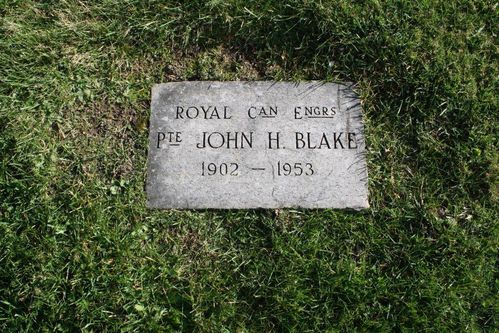 ROYAL CAN ENGRS
PTE JOHN H. BLAKE
1902 — 1953